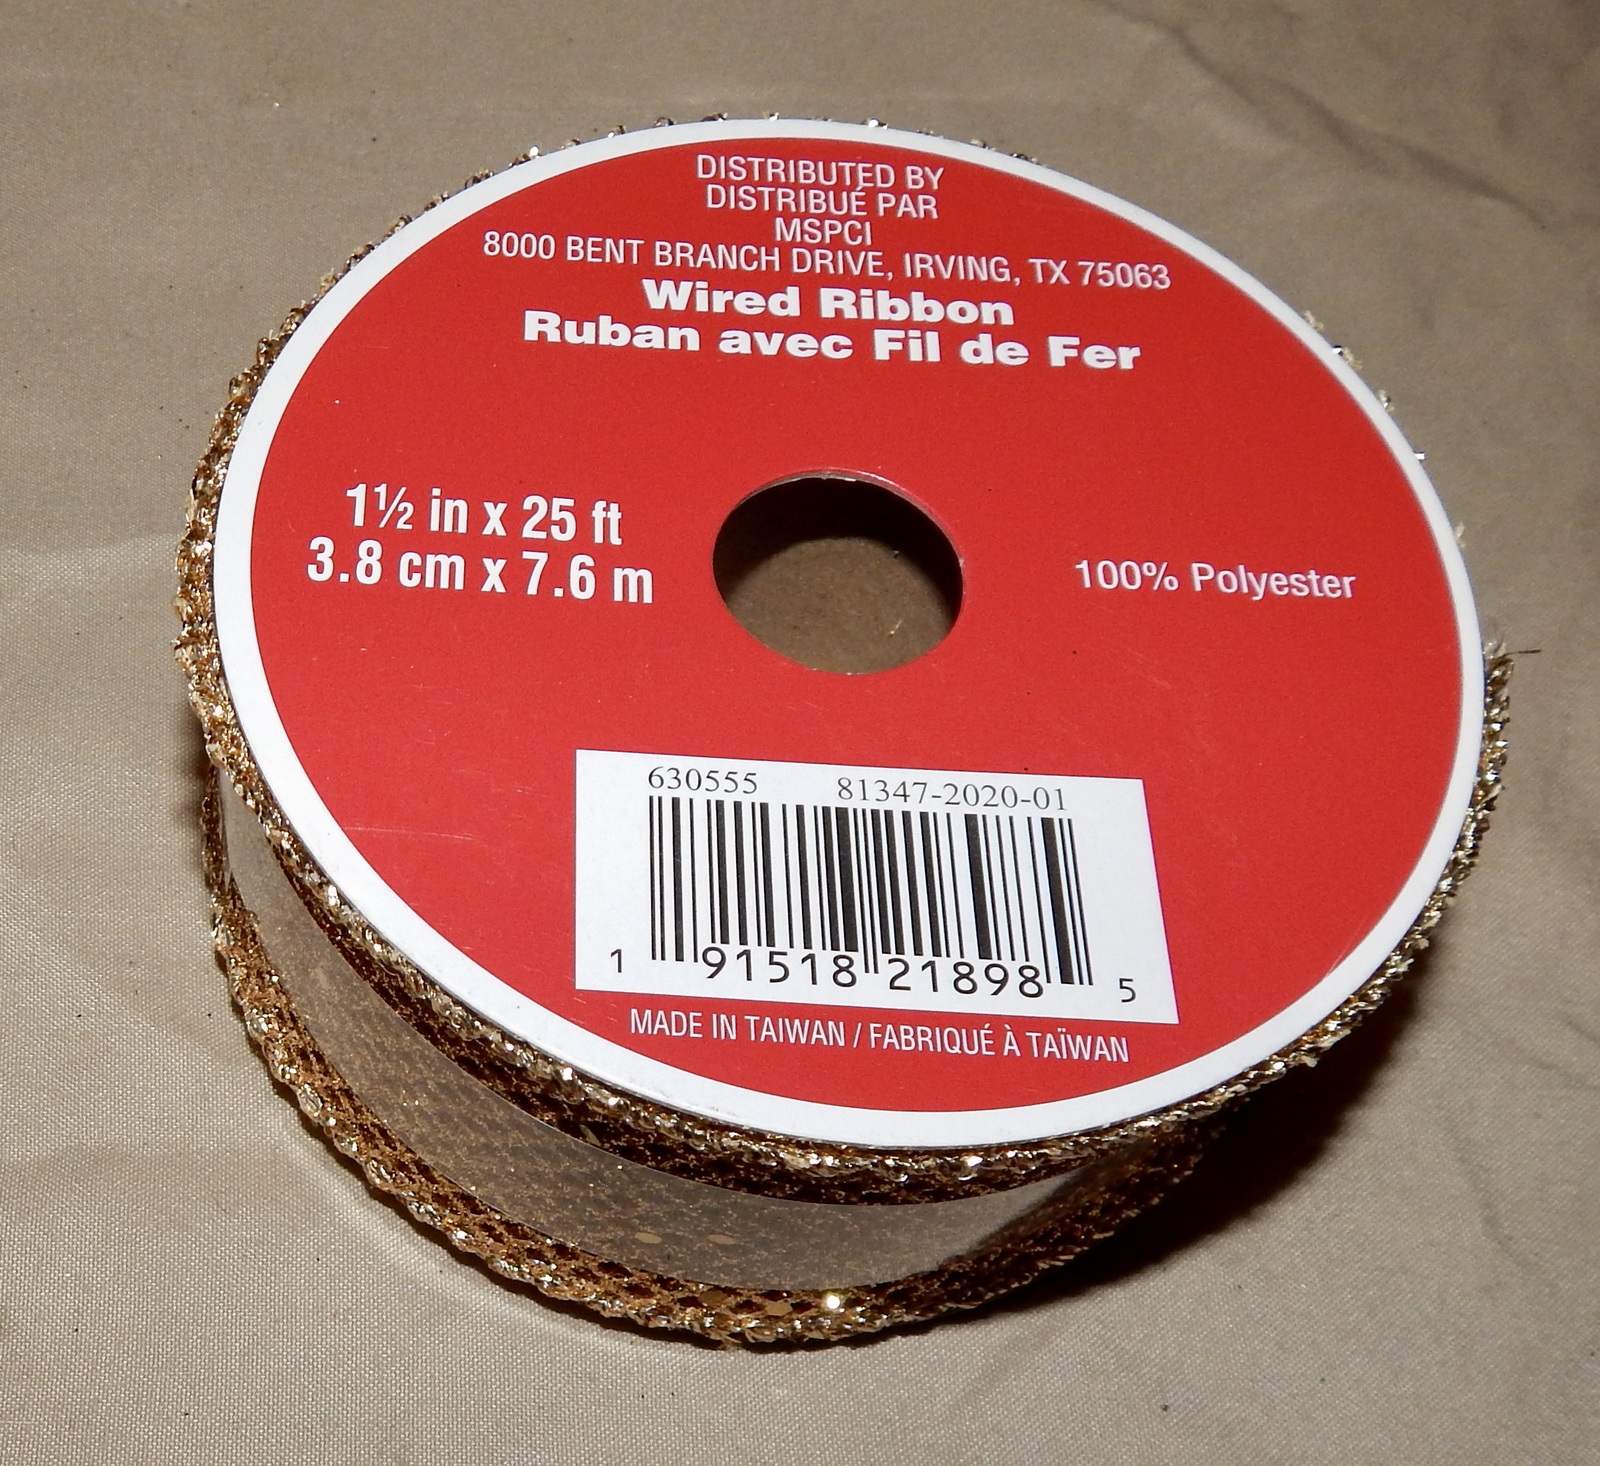 DISTRIBUTED BY
DISTRIBUÉ PAR
MSPCI
8000 BENT BRANCH DRIVE, IRVING, TX 75063
Wired Ribbon
Ruban avec Fil de Fer
1½ in x 25 ft
3.8 cm x 7.6 m
100% Polyester
630555 81347-2020-01
1 91518 21898 5
MADE IN TAIWAN / FABRIQUÉ À TAÏWAN